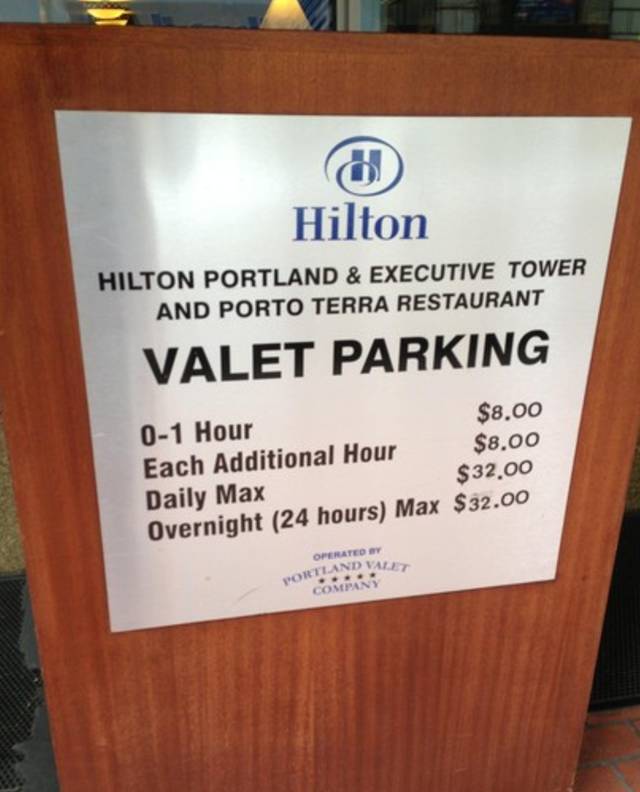 Hilton
HILTON PORTLAND & EXECUTIVE TOWER
AND PORTO TERRA RESTAURANT
VALET PARKING
0-1 Hour $8.00
Each Additional Hour $8.00
Daily Max $32.00
Overnight (24 hours) Max $32.00
OPERATED BY
PORTLAND VALET
COMPANY